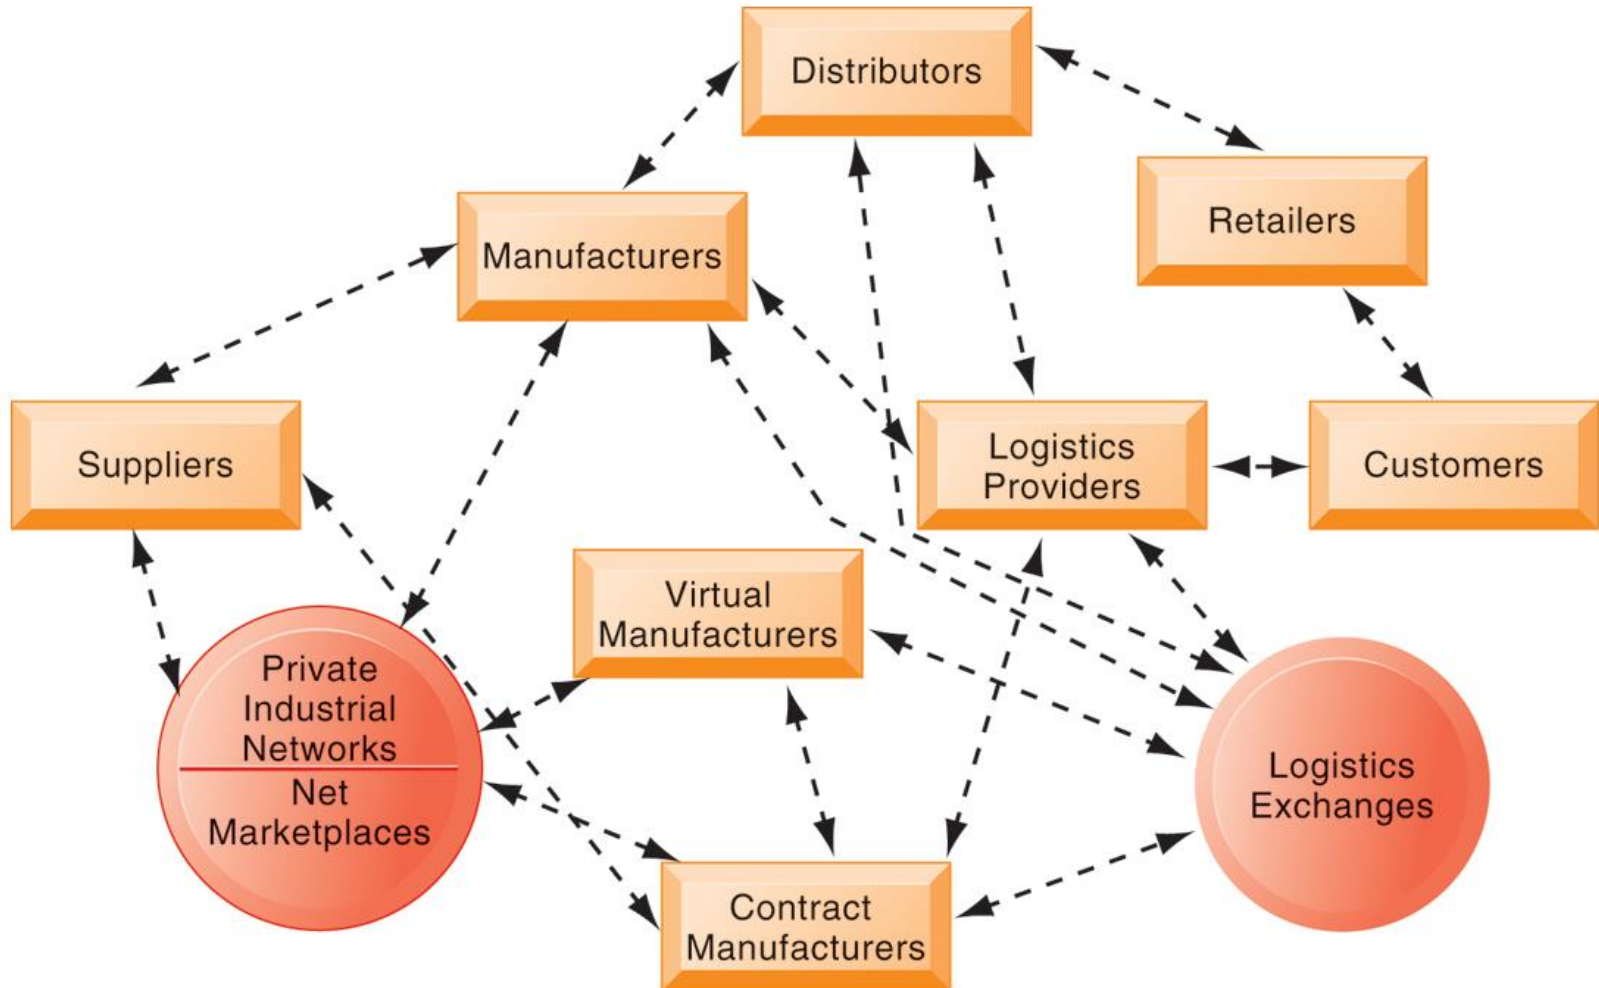 Distributors
Retailers
Manufacturers
Suppliers
Logistics
Providers
Customers
Virtual
Manufacturers
Private
Industrial
Networks
Net
Marketplaces
Logistics
Exchanges
Contract
Manufacturers